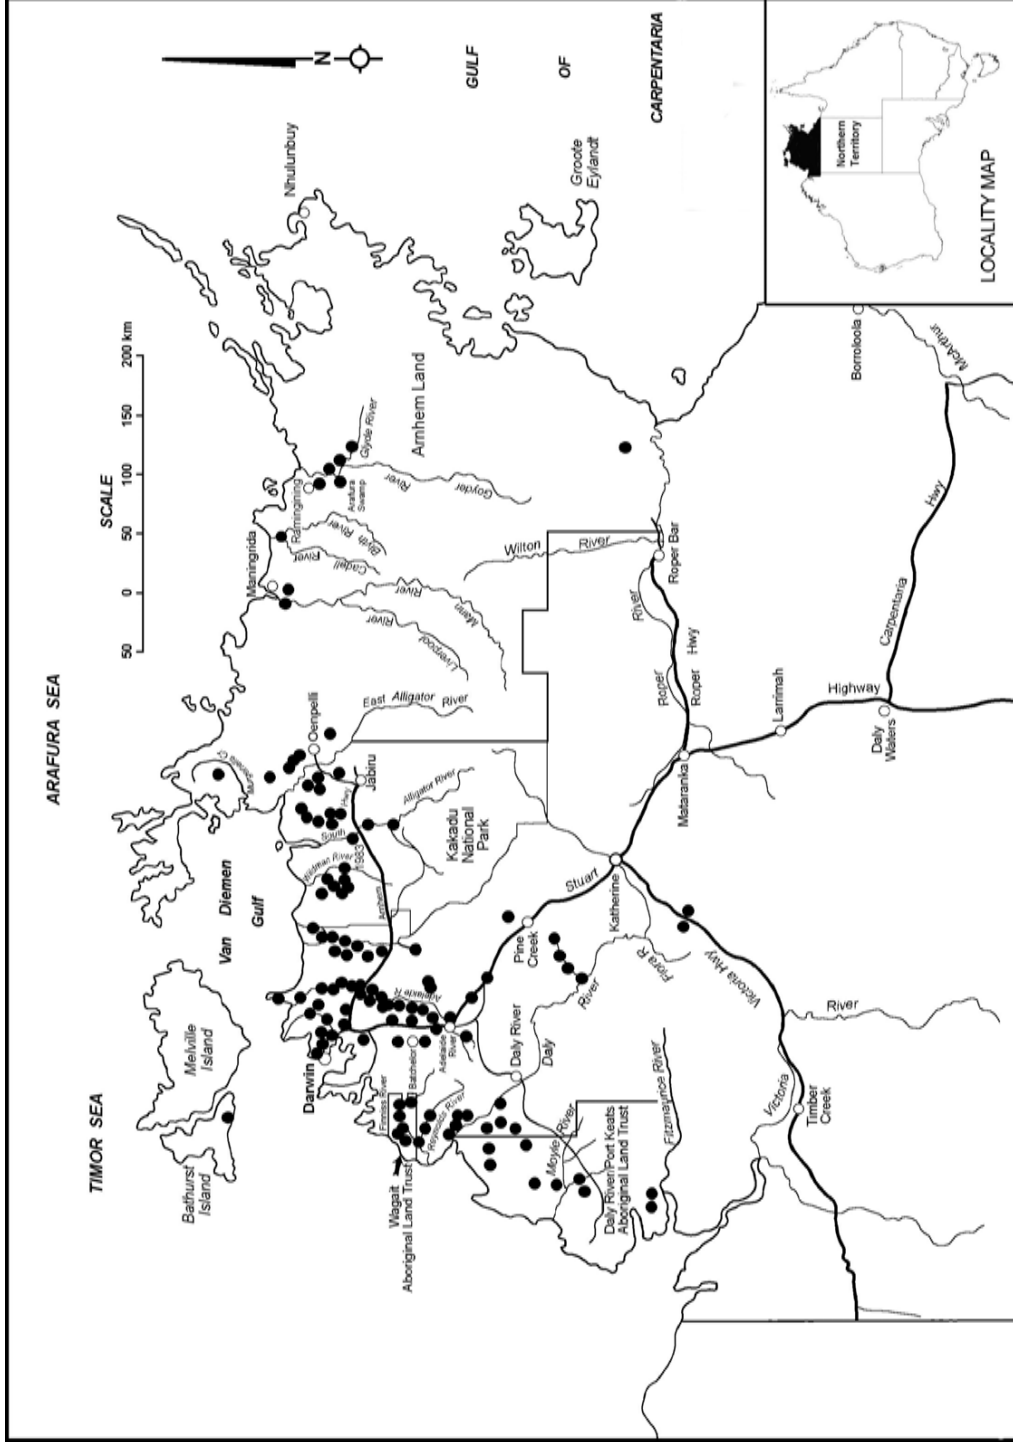 TIMOR SEA
ARAFURA SEA
SCALE
50
0
50
100
150
200 km
N
GULF
OF
CARPENTARIA
Bathurst
Island
Melville
Island
Van Diemen
Gulf
Murgenella Cr
Maningrida
Ramingining
Nhulunbuy
Groote
Eylandt
Arnhem Land
Glyde River
Arafura
Swamp
Goyder
River
Blyth River
Cadell
River
Mann
River
Liverpool
River
East Alligator
River
Oenpelli
Jabiru
South
Alligator River
1983
Wildman River
Arnhem
Hwy
Kakadu
National
Park
Darwin
Adelaide R
Adelaide
River
Batchelor
Finniss River
Reynolds River
Wagait
Aboriginal Land Trust
Daly River
Daly
River
Moyle River
Daly River/Port Keats
Aboriginal Land Trust
Fitzmaurice River
Pine
Creek
Stuart
Katherine
Flora R
Victoria Hwy
Victoria
River
Timber
Creek
Mataranka
Roper
River
Roper Hwy
Roper Bar
Wilton
River
Larrimah
Highway
Daly
Waters
Carpentaria
Hwy
Borroloola
McArthur
Northern
Territory
LOCALITY MAP